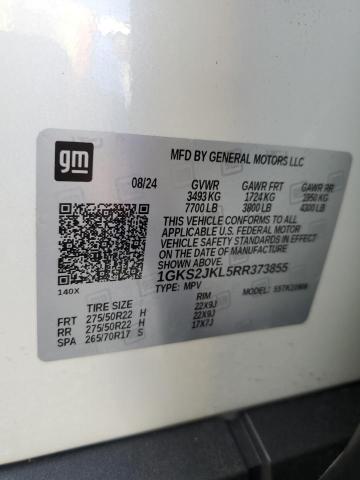 gm
MFD BY GENERAL MOTORS LLC
08/24 GVWR GAWR FRT GAWR RR
3493 KG 1724 KG 1950 KG
7700 LB 3800 LB 4300 LB
THIS VEHICLE CONFORMS TO ALL
APPLICABLE U.S. FEDERAL MOTOR
VEHICLE SAFETY STANDARDS IN EFFECT
ON THE DATE OF MANUFACTURE
SHOWN ABOVE.
1GKS2JKL5RR373855
140X TYPE: MPV MODEL:
TIRE SIZE RIM
FRT 275/50R22 H 22X9J
RR 275/50R22 H 22X9J
SPA 265/70R17 S 17X7J